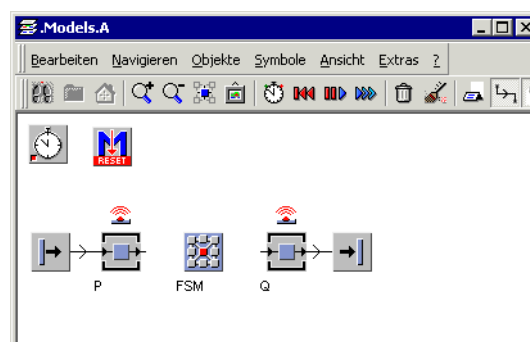 .Models.A
Bearbeiten Navigieren Objekte Symbole Ansicht Extras ?
M
RESET
P FSM Q